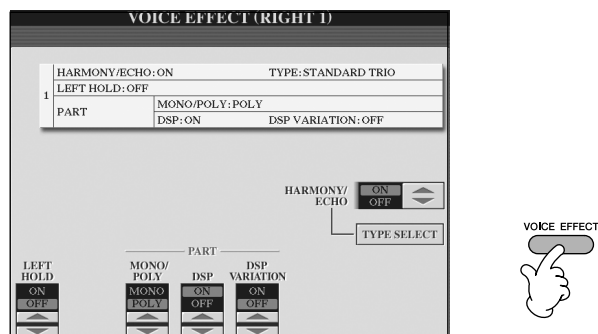 VOICE EFFECT (RIGHT 1)
HARMONY/ECHO: ON TYPE: STANDARD TRIO
1 LEFT HOLD: OFF
PART MONO/POLY: POLY
DSP: ON DSP VARIATION: OFF
HARMONY/ ON
ECHO OFF
TYPE SELECT
VOICE EFFECT
PART
LEFT MONO/ DSP
HOLD POLY DSP VARIATION
ON MONO ON ON
OFF POLY OFF OFF